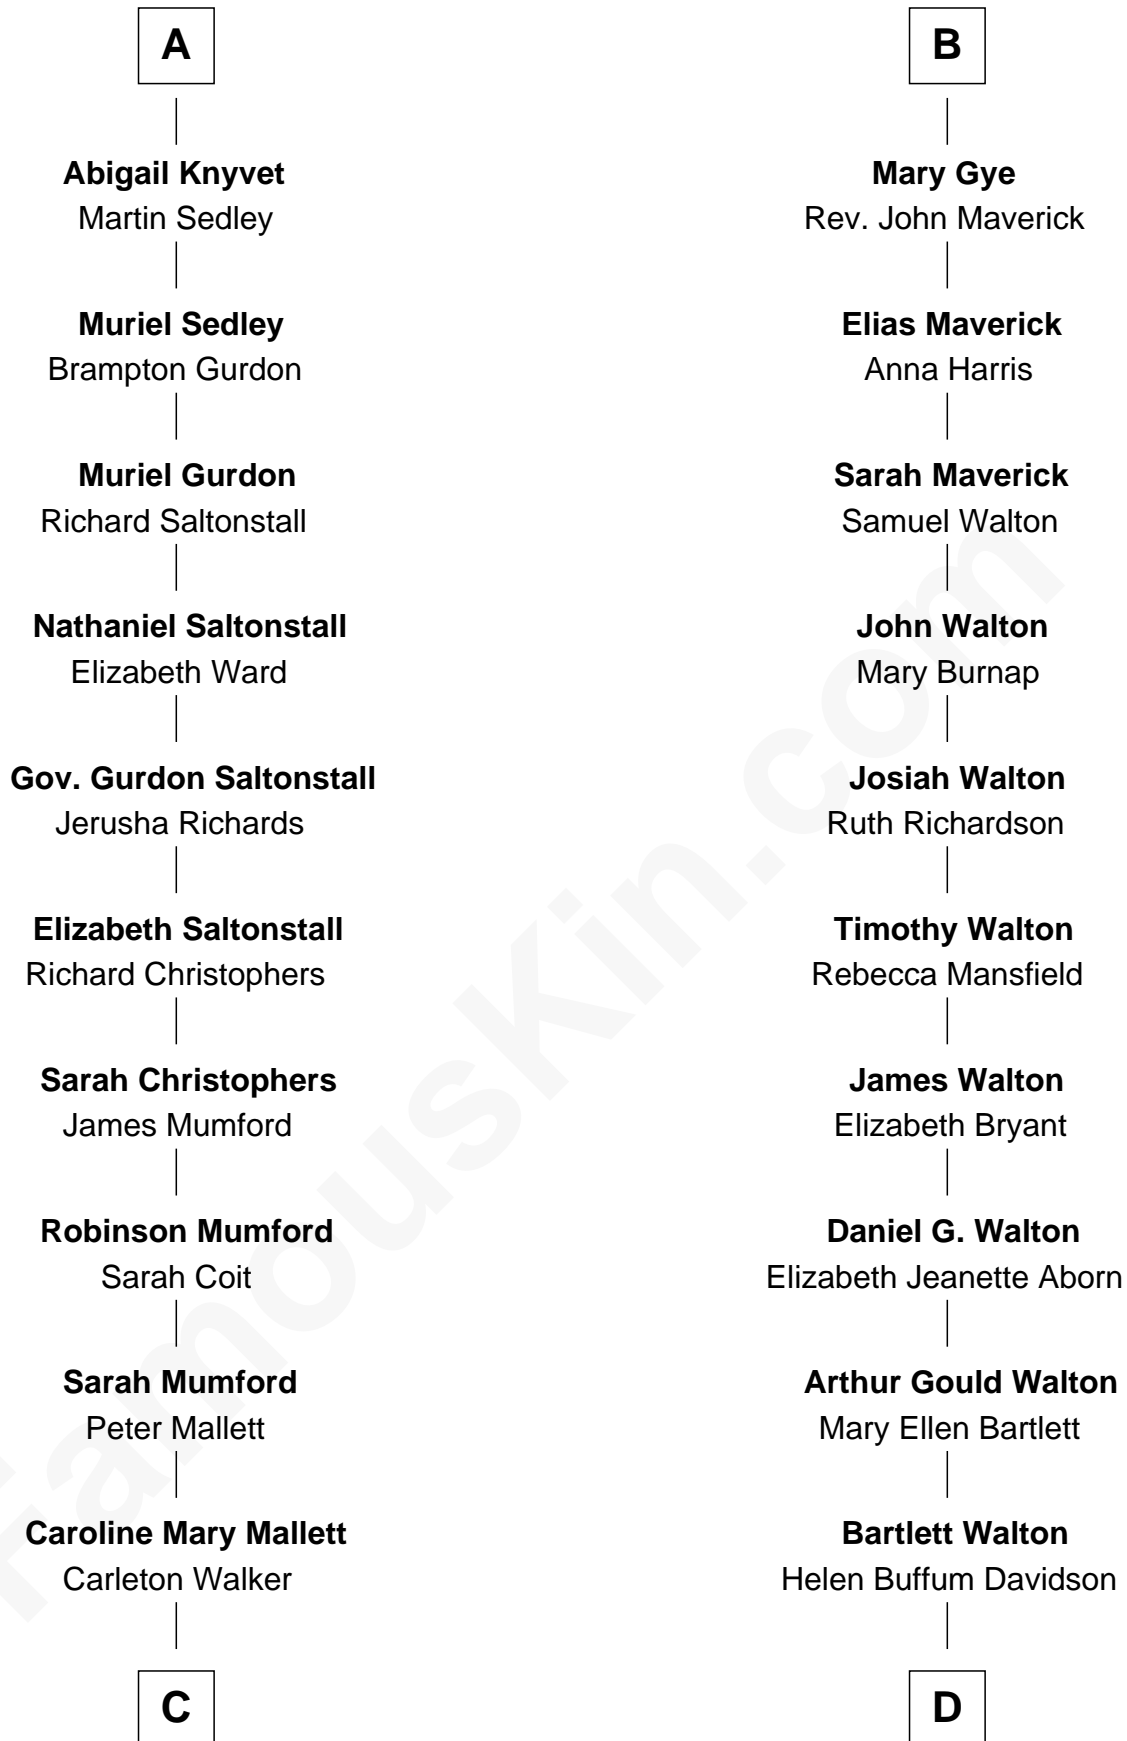 A
Abigail Knyvet
Martin Sedley
Muriel Sedley
Brampton Gurdon
Muriel Gurdon
Richard Saltonstall
Nathaniel Saltonstall
Elizabeth Ward
Gov. Gurdon Saltonstall
Jerusha Richards
Elizabeth Saltonstall
Richard Christophers
Sarah Christophers
James Mumford
Robinson Mumford
Sarah Coit
Sarah Mumford
Peter Mallett
Caroline Mary Mallett
Carleton Walker
C
B
Mary Gye
Rev. John Maverick
Elias Maverick
Anna Harris
Sarah Maverick
Samuel Walton
John Walton
Mary Burnap
Josiah Walton
Ruth Richardson
Timothy Walton
Rebecca Mansfield
James Walton
Elizabeth Bryant
Daniel G. Walton
Elizabeth Jeanette Aborn
Arthur Gould Walton
Mary Ellen Bartlett
Bartlett Walton
Helen Buffum Davidson
D
FamousKin.com